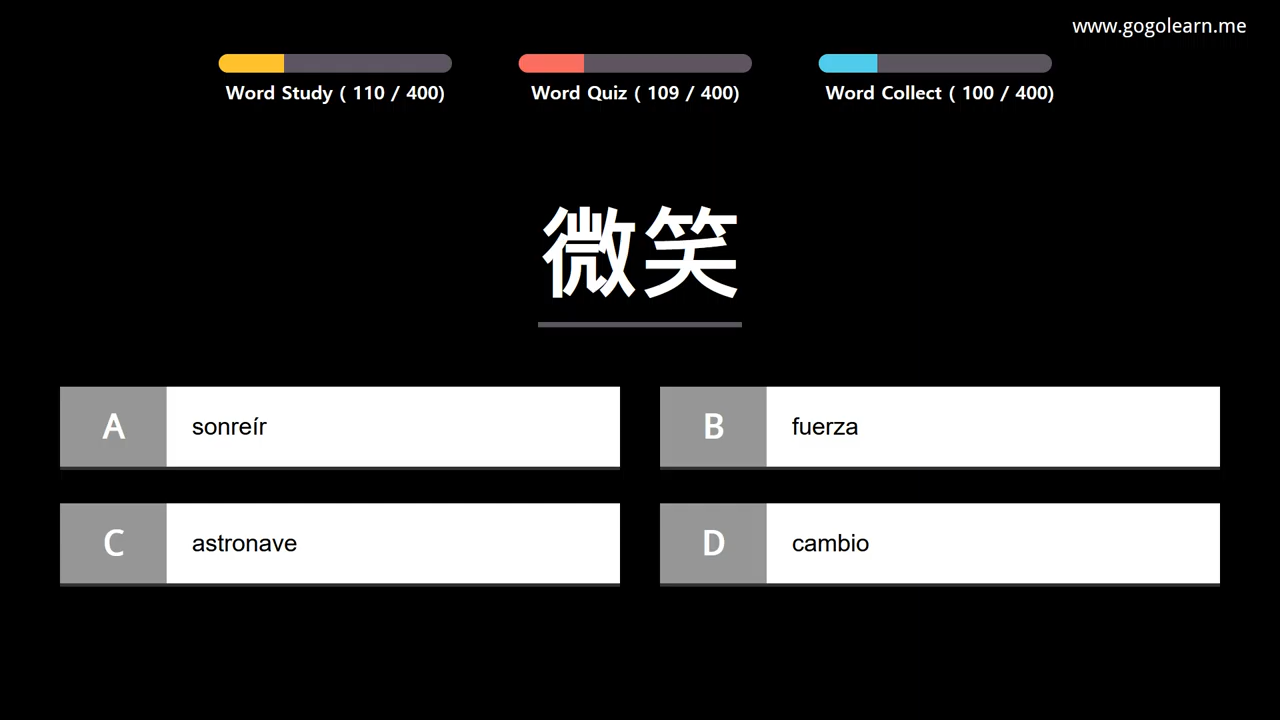 www.gogolearn.me
Word Study ( 110 / 400)
Word Quiz ( 109 / 400)
Word Collect ( 100 / 400)
微笑
A sonreír
B fuerza
C astronave
D cambio